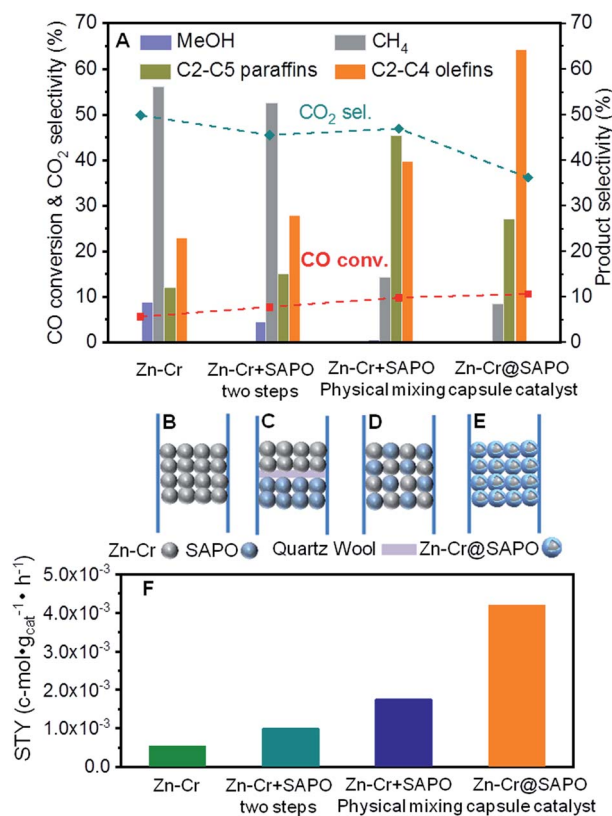 A
MeOH
CH4
C2-C5 paraffins
C2-C4 olefins
CO conversion & CO2 selectivity (%)
Product selectivity (%)
70
60
50
40
30
20
10
0
70
60
50
40
30
20
10
0
CO2 sel.
CO conv.
Zn-Cr
Zn-Cr+SAPO
two steps
Zn-Cr+SAPO
Physical mixing
Zn-Cr@SAPO
capsule catalyst
B
C
D
E
Zn-Cr
SAPO
Quartz Wool
Zn-Cr@SAPO
F
STY (c-mol•gcat⁻¹• h⁻¹)
5.0x10⁻³
4.0x10⁻³
3.0x10⁻³
2.0x10⁻³
1.0x10⁻³
0.0
Zn-Cr
Zn-Cr+SAPO
two steps
Zn-Cr+SAPO
Physical mixing
Zn-Cr@SAPO
capsule catalyst